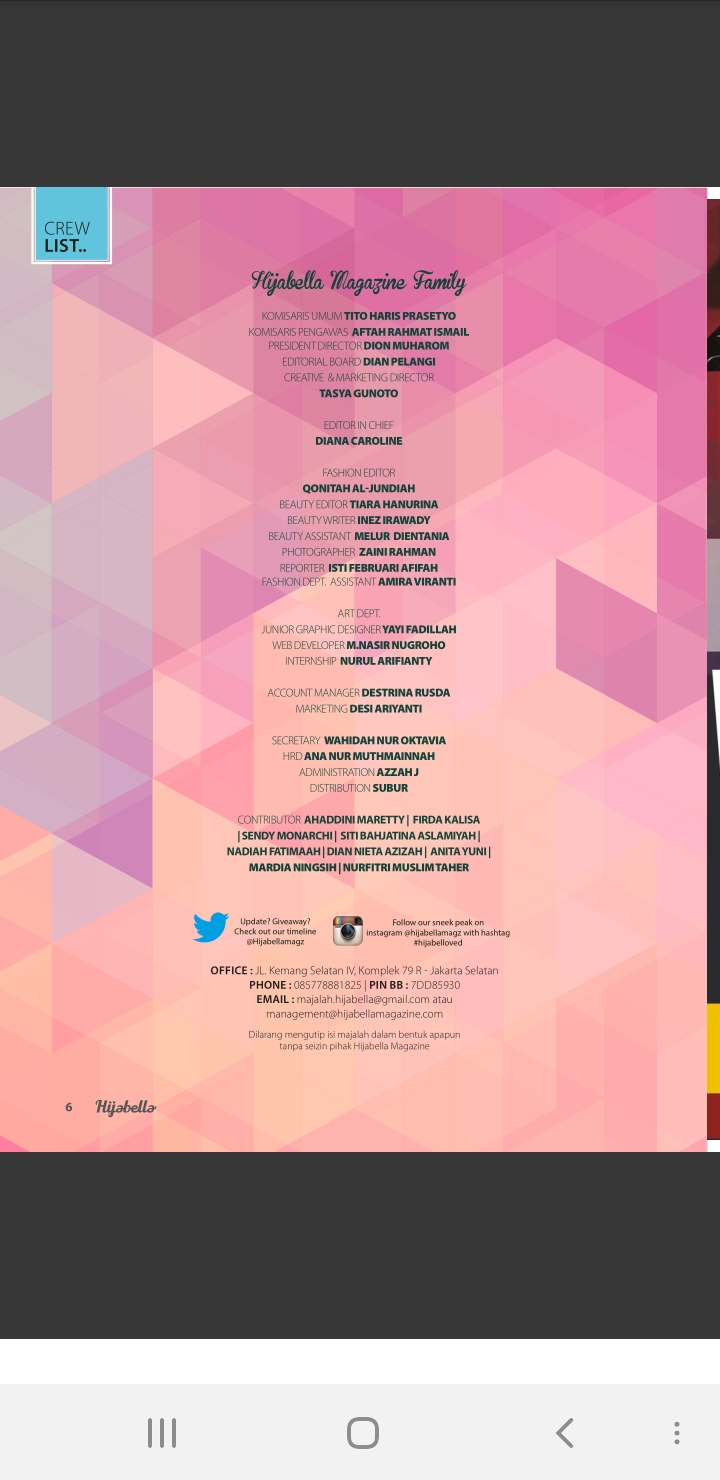 CREW
LIST..
Hijabella Magazine Family
KOMISARIS UMUM TITO HARIS PRASETYO
KOMISARIS PENGAWAS AFTAH RAHMAT ISMAIL
PRESIDENT DIRECTOR DION MUHAROM
EDITORIAL BOARD DIAN PELANGI
CREATIVE & MARKETING DIRECTOR
TASYA GUNOTO
EDITOR IN CHIEF
DIANA CAROLINE
FASHION EDITOR
QONITAH AL-JUNDIAH
BEAUTY EDITOR TIARA HANURINA
BEAUTY WRITER INEZ IRAWADY
BEAUTY ASSISTANT MELUR DIENTANIA
PHOTOGRAPHER ZAINI RAHMAN
REPORTER ISTI FEBRUARI AFIFAH
FASHION DEPT. ASSISTANT AMIRA VIRANTI
ART DEPT.
JUNIOR GRAPHIC DESIGNER YAYI FADILLAH
WEB DEVELOPER M.NASIR NUGROHO
INTERNSHIP NURUL ARIFIANTY
ACCOUNT MANAGER DESTRINA RUSDA
MARKETING DESI ARIYANTI
SECRETARY WAHIDAH NUR OKTAVIA
HRD ANA NUR MUTHMAINNAH
ADMINISTRATION AZZAH J
DISTRIBUTION SUBUR
CONTRIBUTOR AHADDINI MARETTY | FIRDA KALISA
| SENDY MONARCHI | SITI BAHJATINA ASLAMIYAH |
NADIAH FATIMAAH | DIAN NIETA AZIZAH | ANITA YUNI |
MARDIA NINGSIH | NURFITRI MUSLIM TAHER
Update? Giveaway?
Check out our timeline
@Hijabellamagz
Follow our sneek peak on
instagram @hijabellamagz with hashtag
#hijabelloved
OFFICE : JL. Kemang Selatan IV, Komplek 79 R - Jakarta Selatan
PHONE : 085778881825 | PIN BB : 7DD85930
EMAIL : majalah.hijabella@gmail.com atau
management@hijabellamagazine.com
Dilarang mengutip isi majalah dalam bentuk apapun
tanpa seizin pihak Hijabella Magazine
6 Hijabella